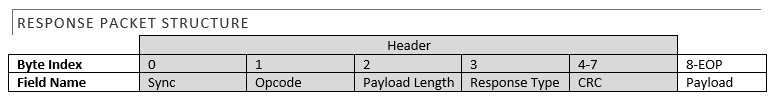 RESPONSE PACKET STRUCTURE
Header
Byte Index 0 1 2 3 4-7 8-EOP
Field Name Sync Opcode Payload Length Response Type CRC Payload